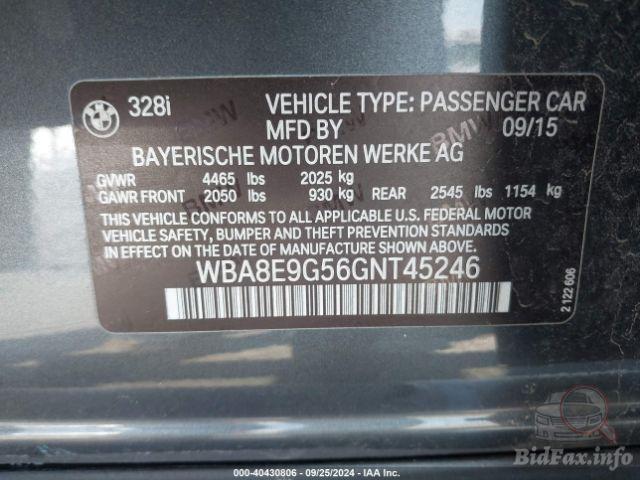 BMW
328i VEHICLE TYPE: PASSENGER CAR
MFD BY 09/15
BAYERISCHE MOTOREN WERKE AG
GVWR 4465 lbs 2025 kg
GAWR FRONT 2050 lbs 930 kg REAR 2545 lbs 1154 kg
THIS VEHICLE CONFORMS TO ALL APPLICABLE U.S. FEDERAL MOTOR
VEHICLE SAFETY, BUMPER AND THEFT PREVENTION STANDARDS
IN EFFECT ON THE DATE OF MANUFACTURE SHOWN ABOVE.
WBA8E9G56GNT45246
2 122 606
BidFax.info
© - 40430806 - 09/25/2024 - IAA Inc.